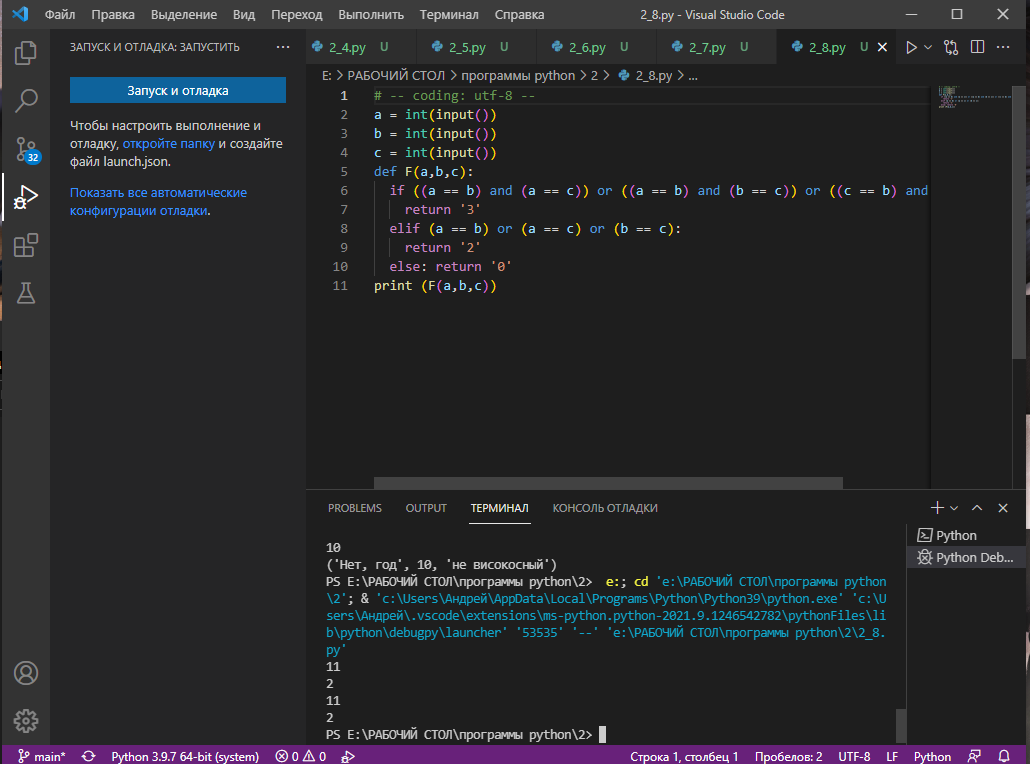 Файл Правка Выделение Вид Переход Выполнить Терминал Справка 2_8.py - Visual Studio Code
ЗАПУСК И ОТЛАДКА: ЗАПУСТИТЬ ...
2_4.py U 2_5.py U 2_6.py U 2_7.py U 2_8.py U
E: > РАБОЧИЙ СТОЛ > программы python > 2 > 2_8.py > ...
Запуск и отладка
Чтобы настроить выполнение и
отладку, откройте папку и создайте
файл launch.json.
Показать все автоматические
конфигурации отладки.
32
1 # -- coding: utf-8 --
2 a = int(input())
3 b = int(input())
4 c = int(input())
5 def F(a,b,c):
6 if ((a == b) and (a == c)) or ((a == b) and (b == c)) or ((c == b) and
7 return '3'
8 elif (a == b) or (a == c) or (b == c):
9 return '2'
10 else: return '0'
11 print (F(a,b,c))
PROBLEMS OUTPUT ТЕРМИНАЛ КОНСОЛЬ ОТЛАДКИ
Python
Python Deb...
10
('Нет, год', 10, 'не високосный')
PS E:\РАБОЧИЙ СТОЛ\программы python\2> e:; cd 'e:\РАБОЧИЙ СТОЛ\программы python
\2'; & 'c:\Users\Андрей\AppData\Local\Programs\Python\Python39\python.exe' 'c:\U
sers\Андрей\.vscode\extensions\ms-python.python-2021.9.1246542782\pythonFiles\li
b\python\debugpy\launcher' '53535' '--' 'e:\РАБОЧИЙ СТОЛ\программы python\2\2_8.
py'
11
2
11
2
PS E:\РАБОЧИЙ СТОЛ\программы python\2>
main* Python 3.9.7 64-bit (system) 0 0 Строка 1, столбец 1 Пробелов: 2 UTF-8 LF Python